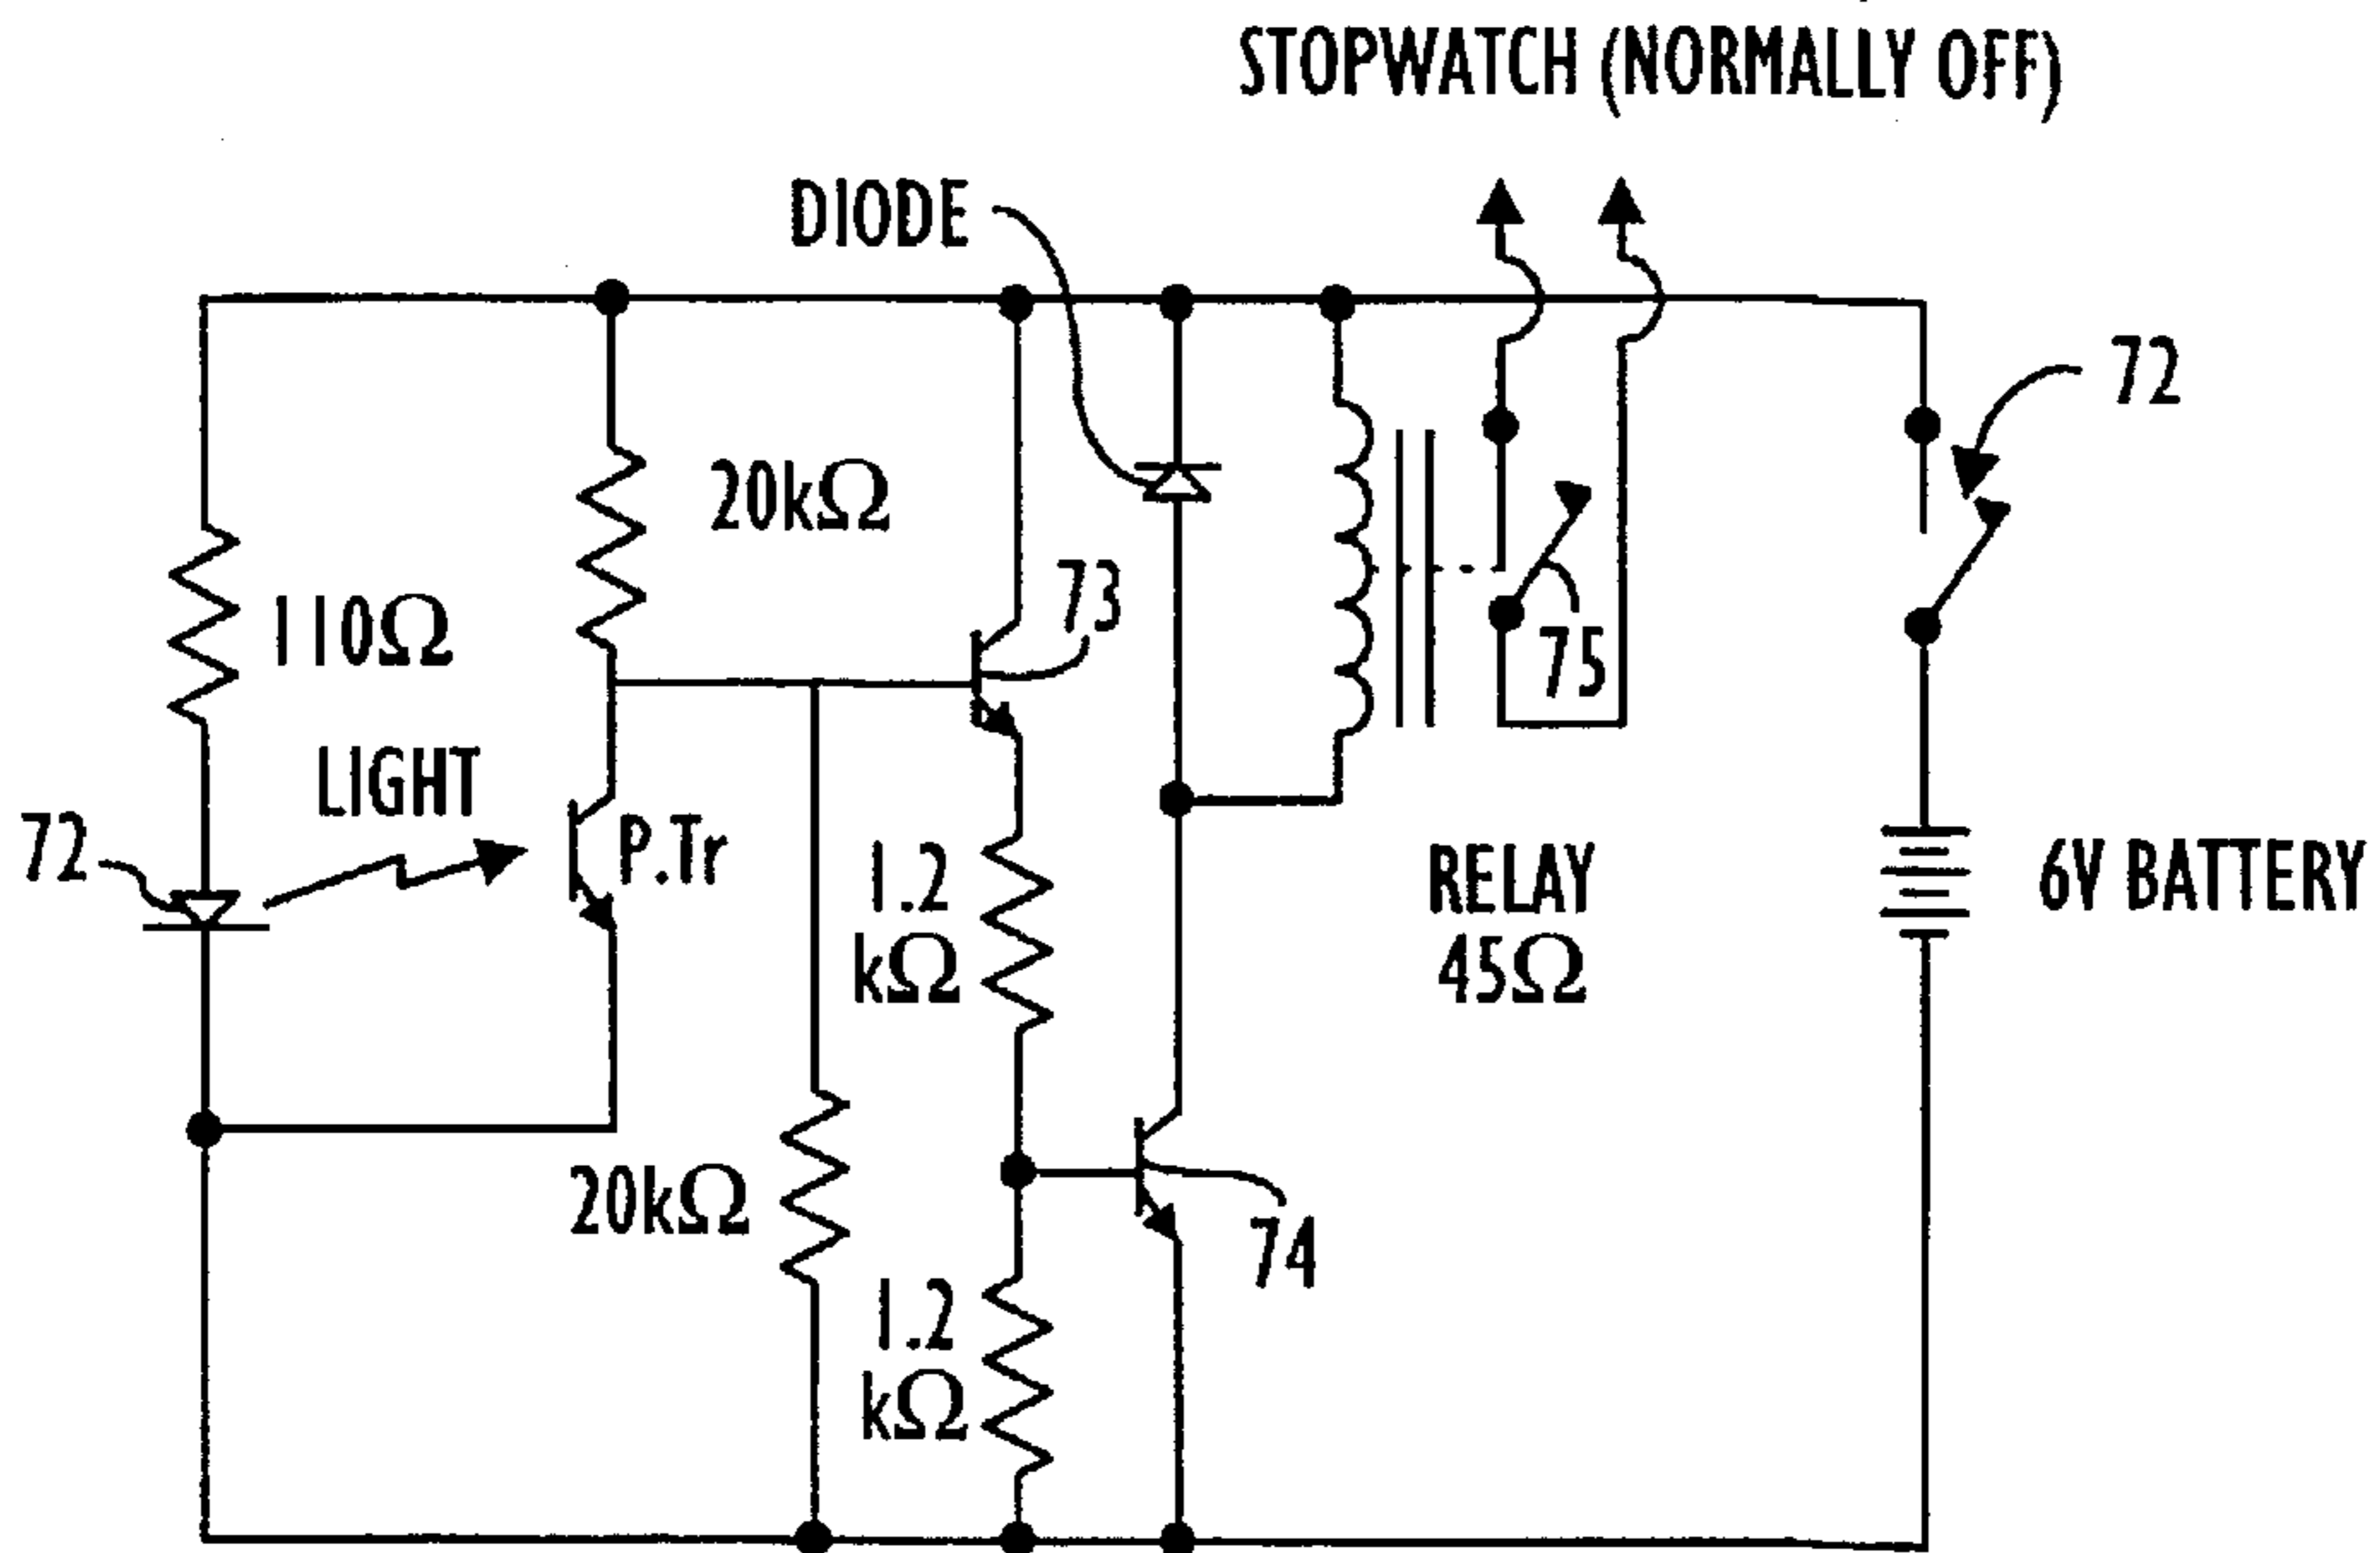 STOPWATCH (NORMALLY OFF)
DIODE
72
20kΩ
73
110Ω
75
LIGHT
72
P.Tr
1.2
kΩ
RELAY
45Ω
6V BATTERY
20kΩ
74
1.2
kΩ